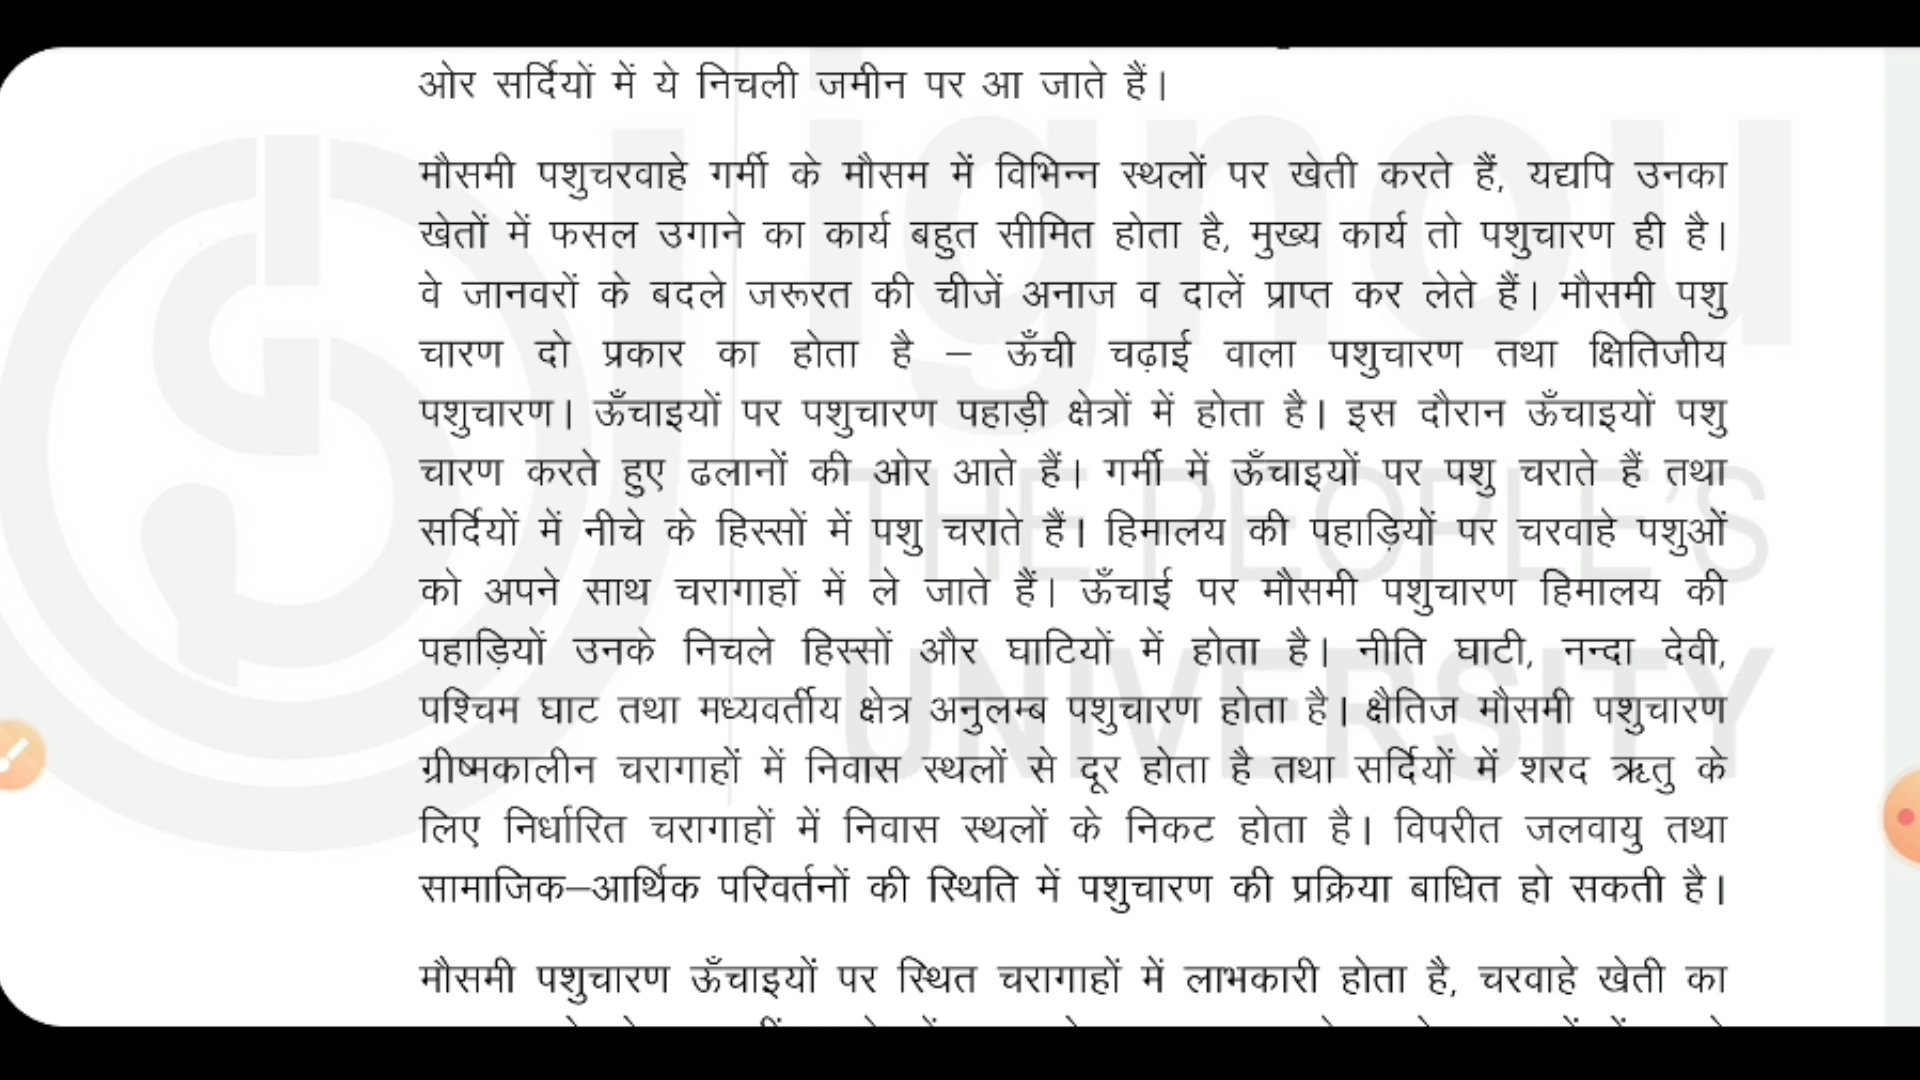 ओर सर्दियों में ये निचली जमीन पर आ जाते हैं।
मौसमी पशुचरवाहे गर्मी के मौसम में विभिन्न स्थलों पर खेती करते हैं, यद्यपि उनका
खेतों में फसल उगाने का कार्य बहुत सीमित होता है, मुख्य कार्य तो पशुचारण ही है।
वे जानवरों के बदले जरूरत की चीजें अनाज व दालें प्राप्त कर लेते हैं। मौसमी पशु
चारण दो प्रकार का होता है – ऊँची चढ़ाई वाला पशुचारण तथा क्षितिजीय
पशुचारण। ऊँचाइयों पर पशुचारण पहाड़ी क्षेत्रों में होता है। इस दौरान ऊँचाइयों पशु
चारण करते हुए ढलानों की ओर आते हैं। गर्मी में ऊँचाइयों पर पशु चराते हैं तथा
सर्दियों में नीचे के हिस्सों में पशु चराते हैं। हिमालय की पहाड़ियों पर चरवाहे पशुओं
को अपने साथ चरागाहों में ले जाते हैं। ऊँचाई पर मौसमी पशुचारण हिमालय की
पहाड़ियों उनके निचले हिस्सों और घाटियों में होता है। नीति घाटी, नन्दा देवी,
पश्चिम घाट तथा मध्यवर्तीय क्षेत्र अनुलम्ब पशुचारण होता है। क्षैतिज मौसमी पशुचारण
ग्रीष्मकालीन चरागाहों में निवास स्थलों से दूर होता है तथा सर्दियों में शरद ऋतु के
लिए निर्धारित चरागाहों में निवास स्थलों के निकट होता है। विपरीत जलवायु तथा
सामाजिक–आर्थिक परिवर्तनों की स्थिति में पशुचारण की प्रक्रिया बाधित हो सकती है।
मौसमी पशुचारण ऊँचाइयों पर स्थित चरागाहों में लाभकारी होता है, चरवाहे खेती का
ignou
THE PEOPLE'S
UNIVERSITY